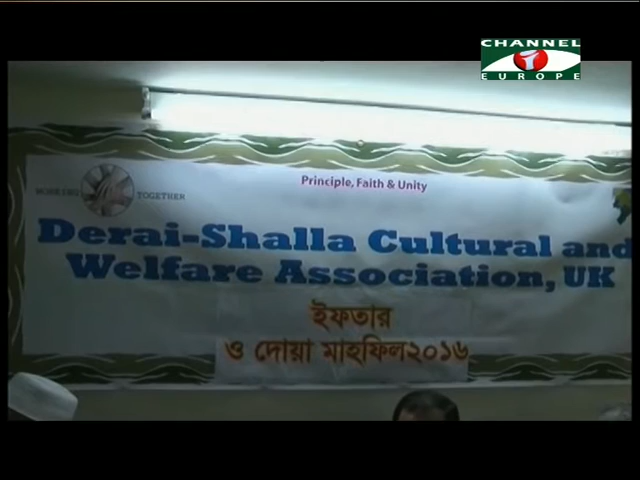 CHANNEL
i
EUROPE
WORKING TOGETHER
Principle, Faith & Unity
Derai-Shalla Cultural and
Welfare Association, UK
ইফতার
ও দোয়া মাহফিল২০১৬